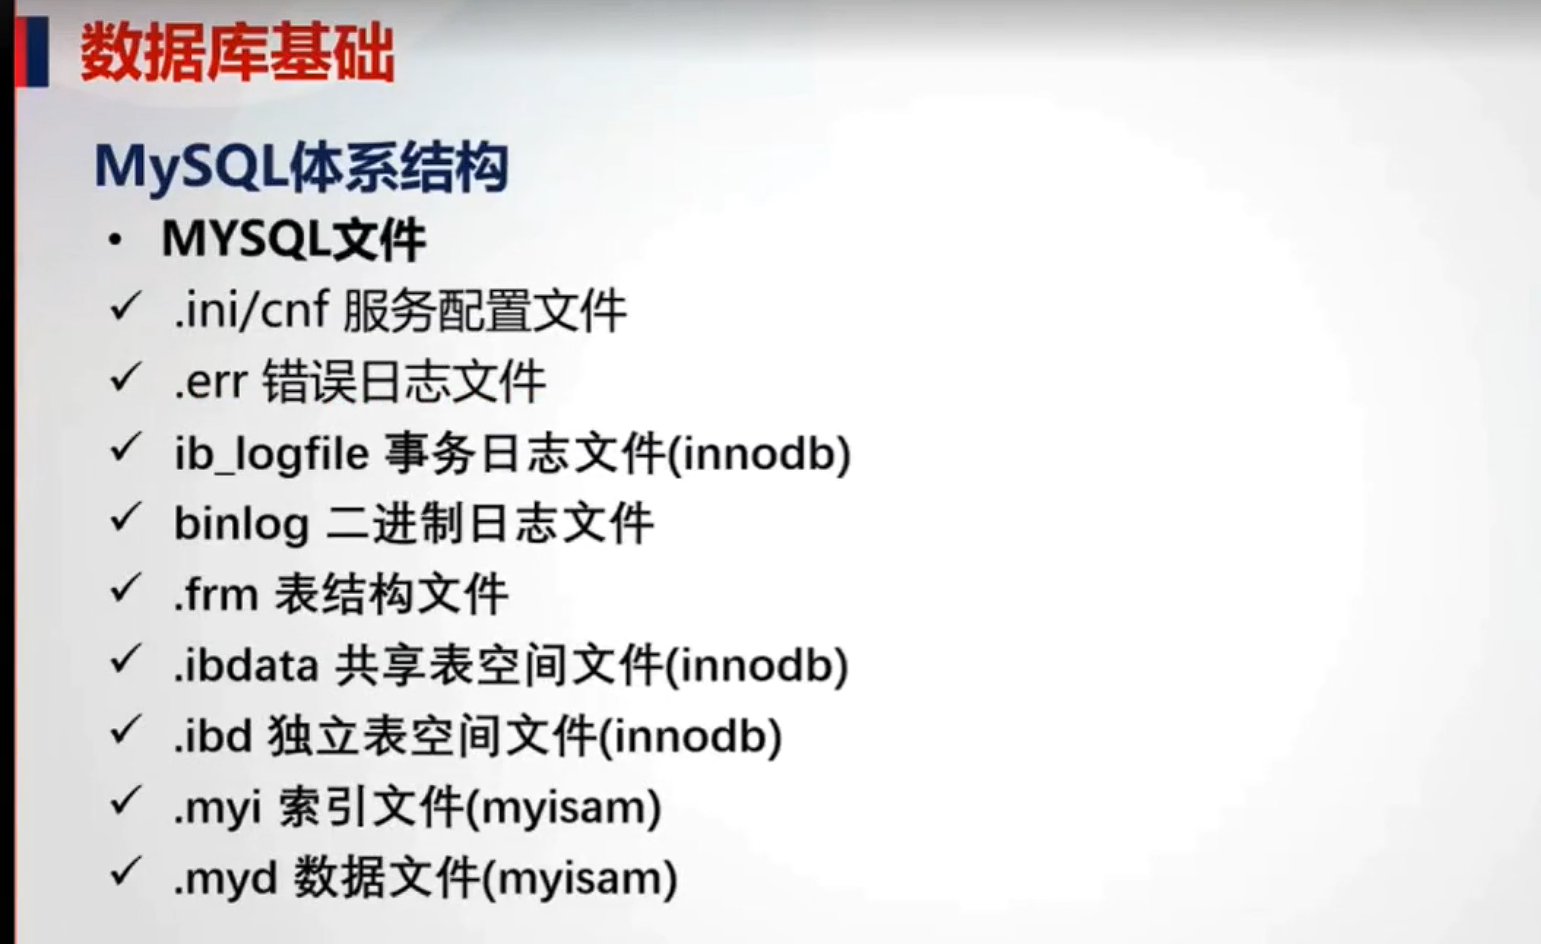 数据库基础
MySQL体系结构
• MYSQL文件
✓ .ini/cnf 服务配置文件
✓ .err 错误日志文件
✓ ib_logfile 事务日志文件(innodb)
✓ binlog 二进制日志文件
✓ .frm 表结构文件
✓ .ibdata 共享表空间文件(innodb)
✓ .ibd 独立表空间文件(innodb)
✓ .myi 索引文件(myisam)
✓ .myd 数据文件(myisam)